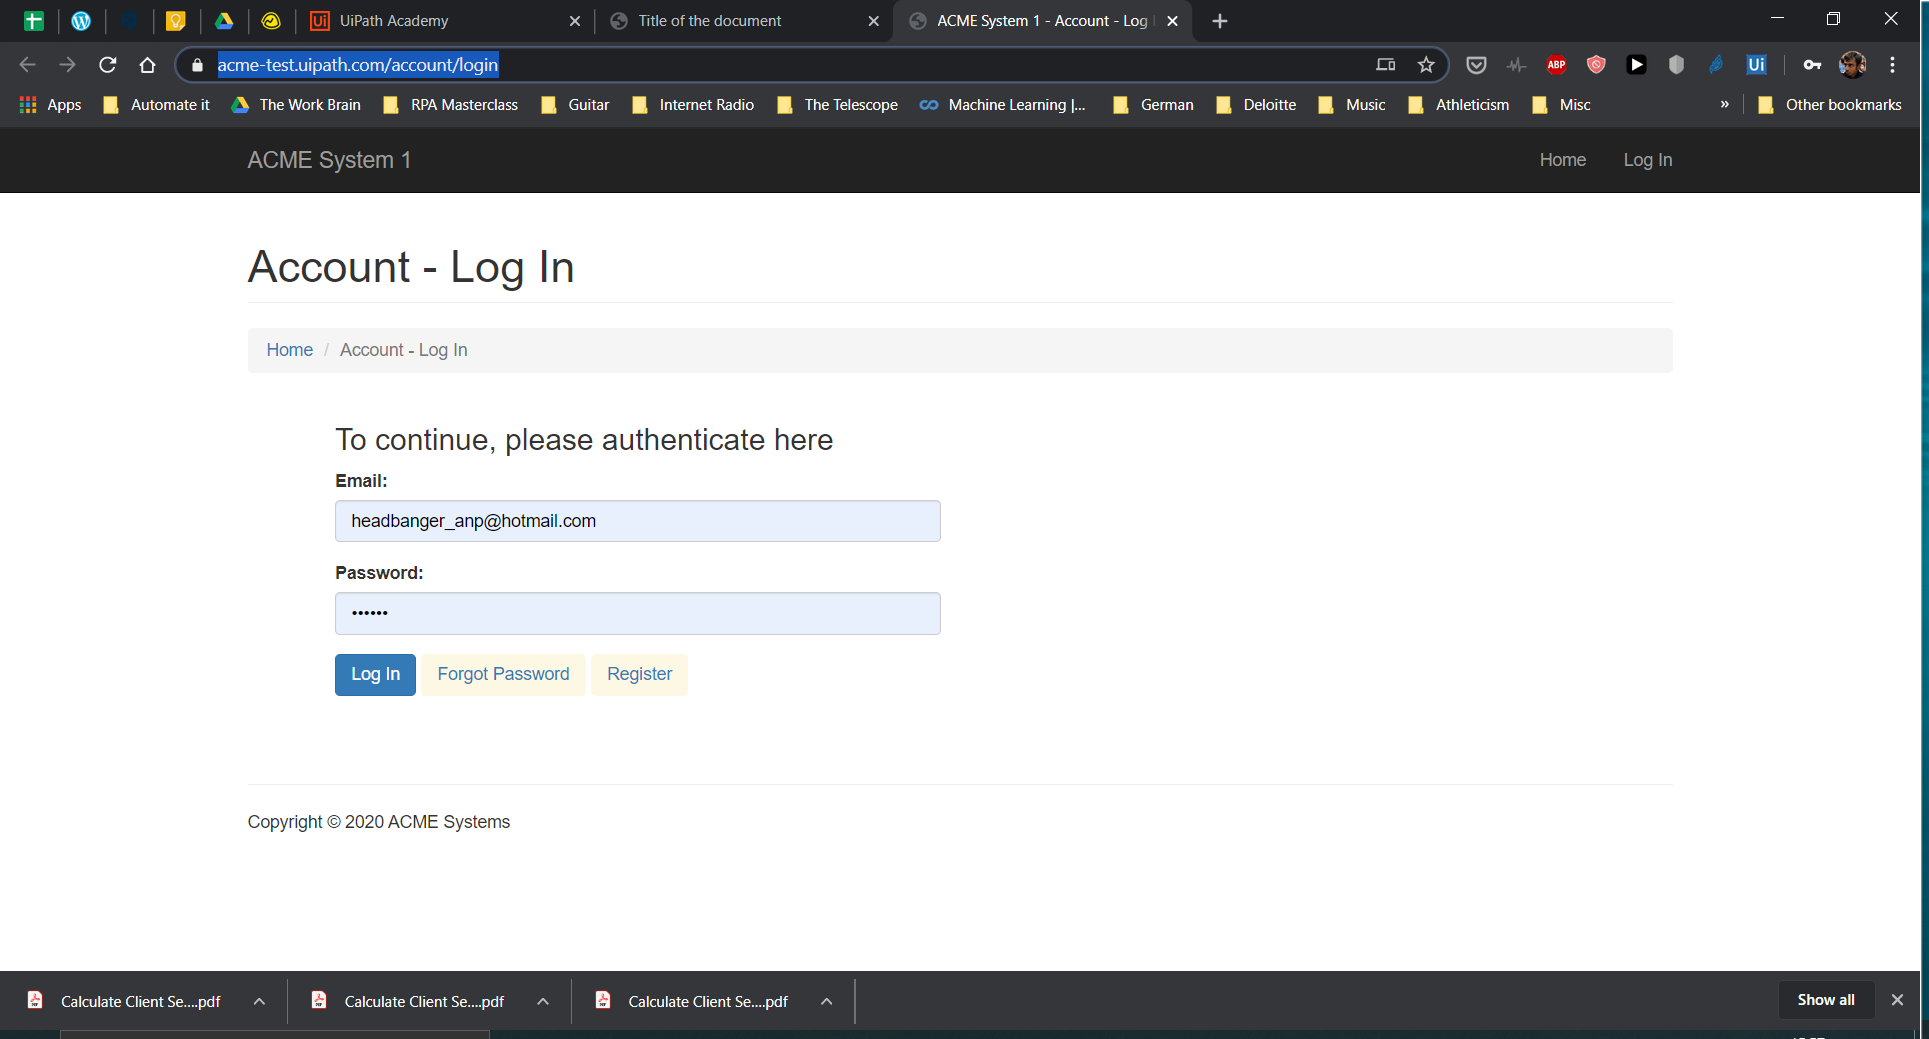 UiPath Academy
Title of the document
ACME System 1 - Account - Log
acme-test.uipath.com/account/login
ABP
Ui
Apps
Automate it
The Work Brain
RPA Masterclass
Guitar
Internet Radio
The Telescope
Machine Learning |...
German
Deloitte
Music
Athleticism
Misc
»
Other bookmarks
ACME System 1
Home
Log In
Account - Log In
Home / Account - Log In
To continue, please authenticate here
Email:
headbanger_anp@hotmail.com
Password:
••••••
Log In
Forgot Password
Register
Copyright © 2020 ACME Systems
Calculate Client Se....pdf
Calculate Client Se....pdf
Calculate Client Se....pdf
Show all